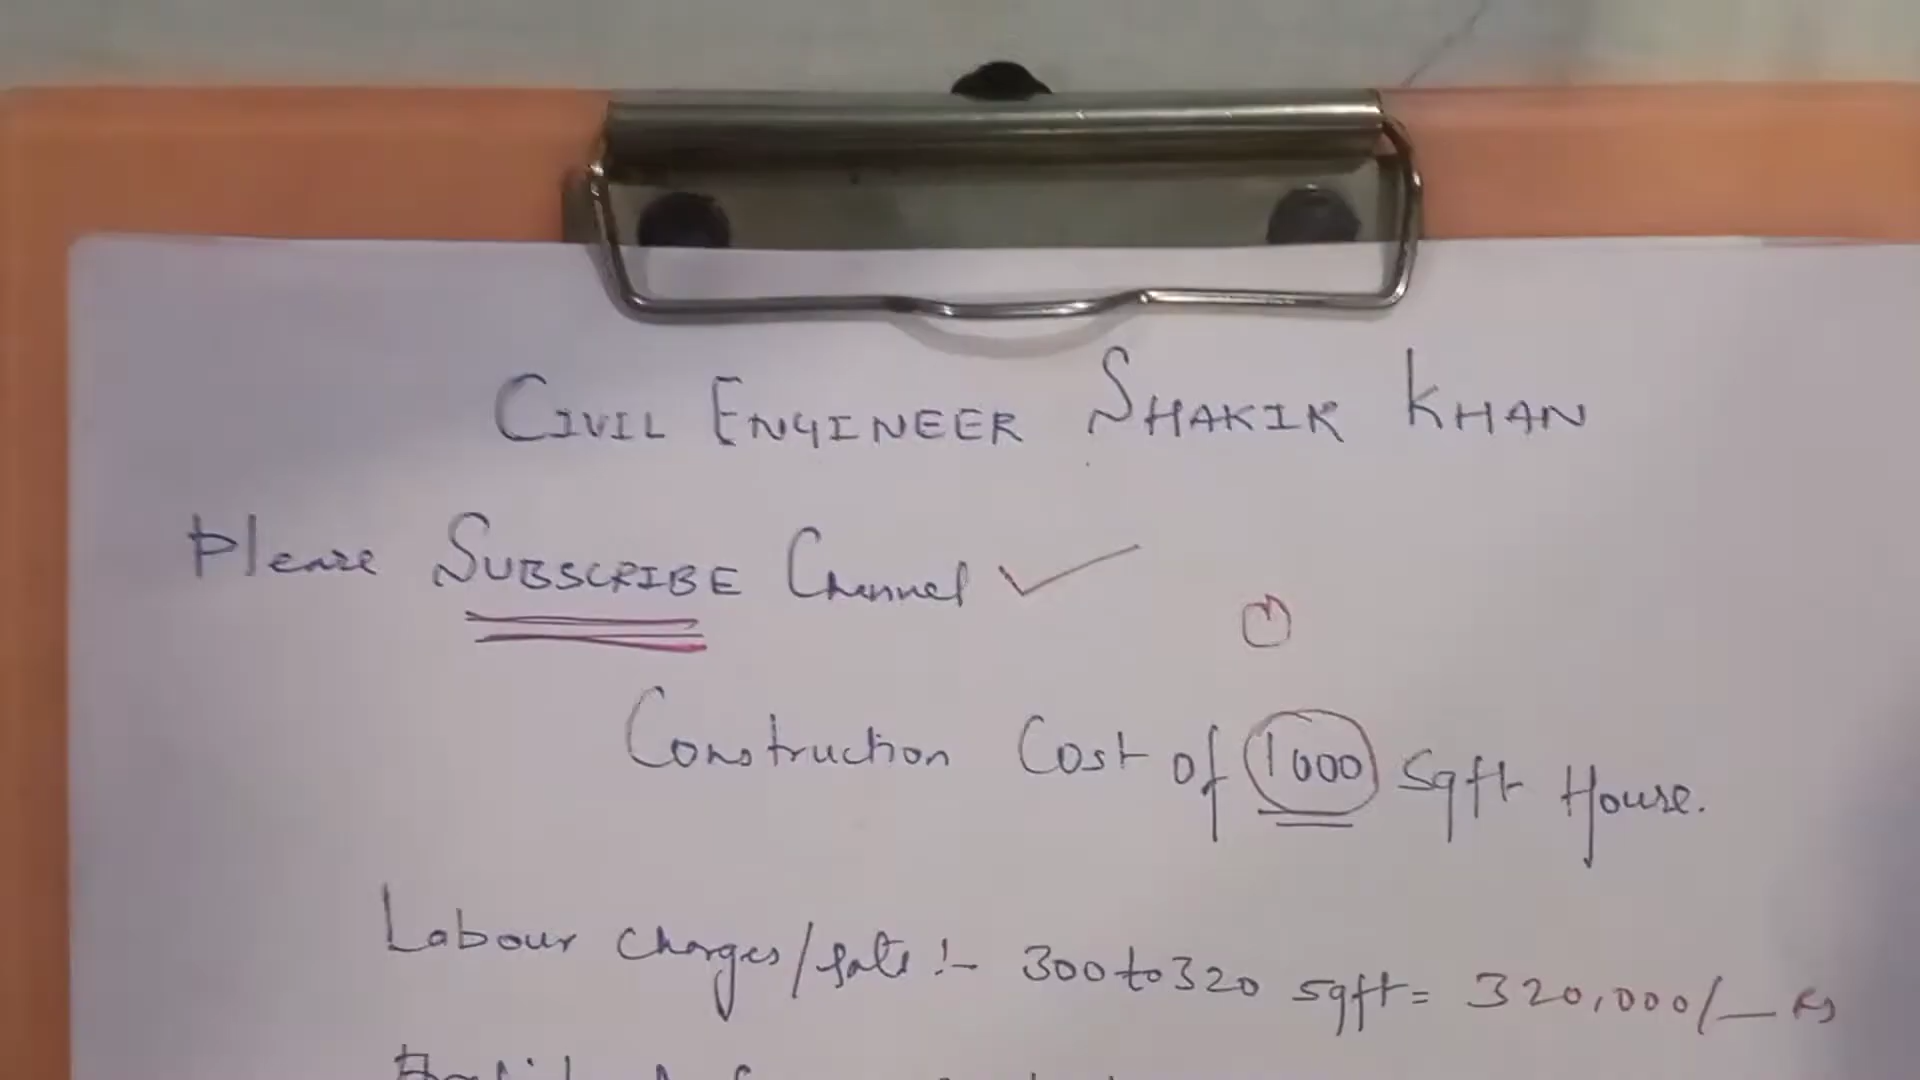 CIVIL ENGINEER SHAKIR KHAN
Please SUBSCRIBE Channel ✓
Construction Cost of 1000 Sqft House.
Labour charges/rate :- 300 to 320 sqft = 320,000/— Rs